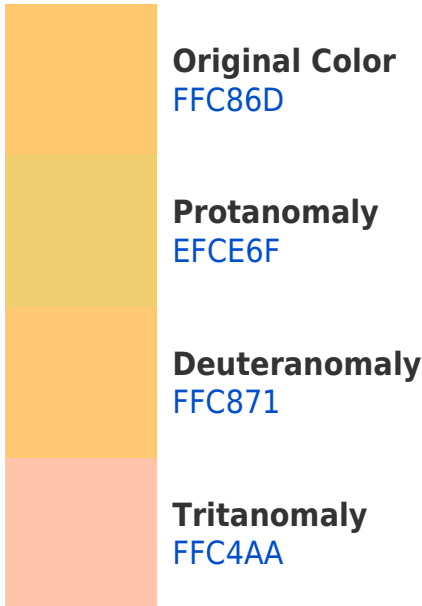 Original Color
FFC86D
Protanomaly
EFCE6F
Deuteranomaly
FFC871
Tritanomaly
FFC4AA